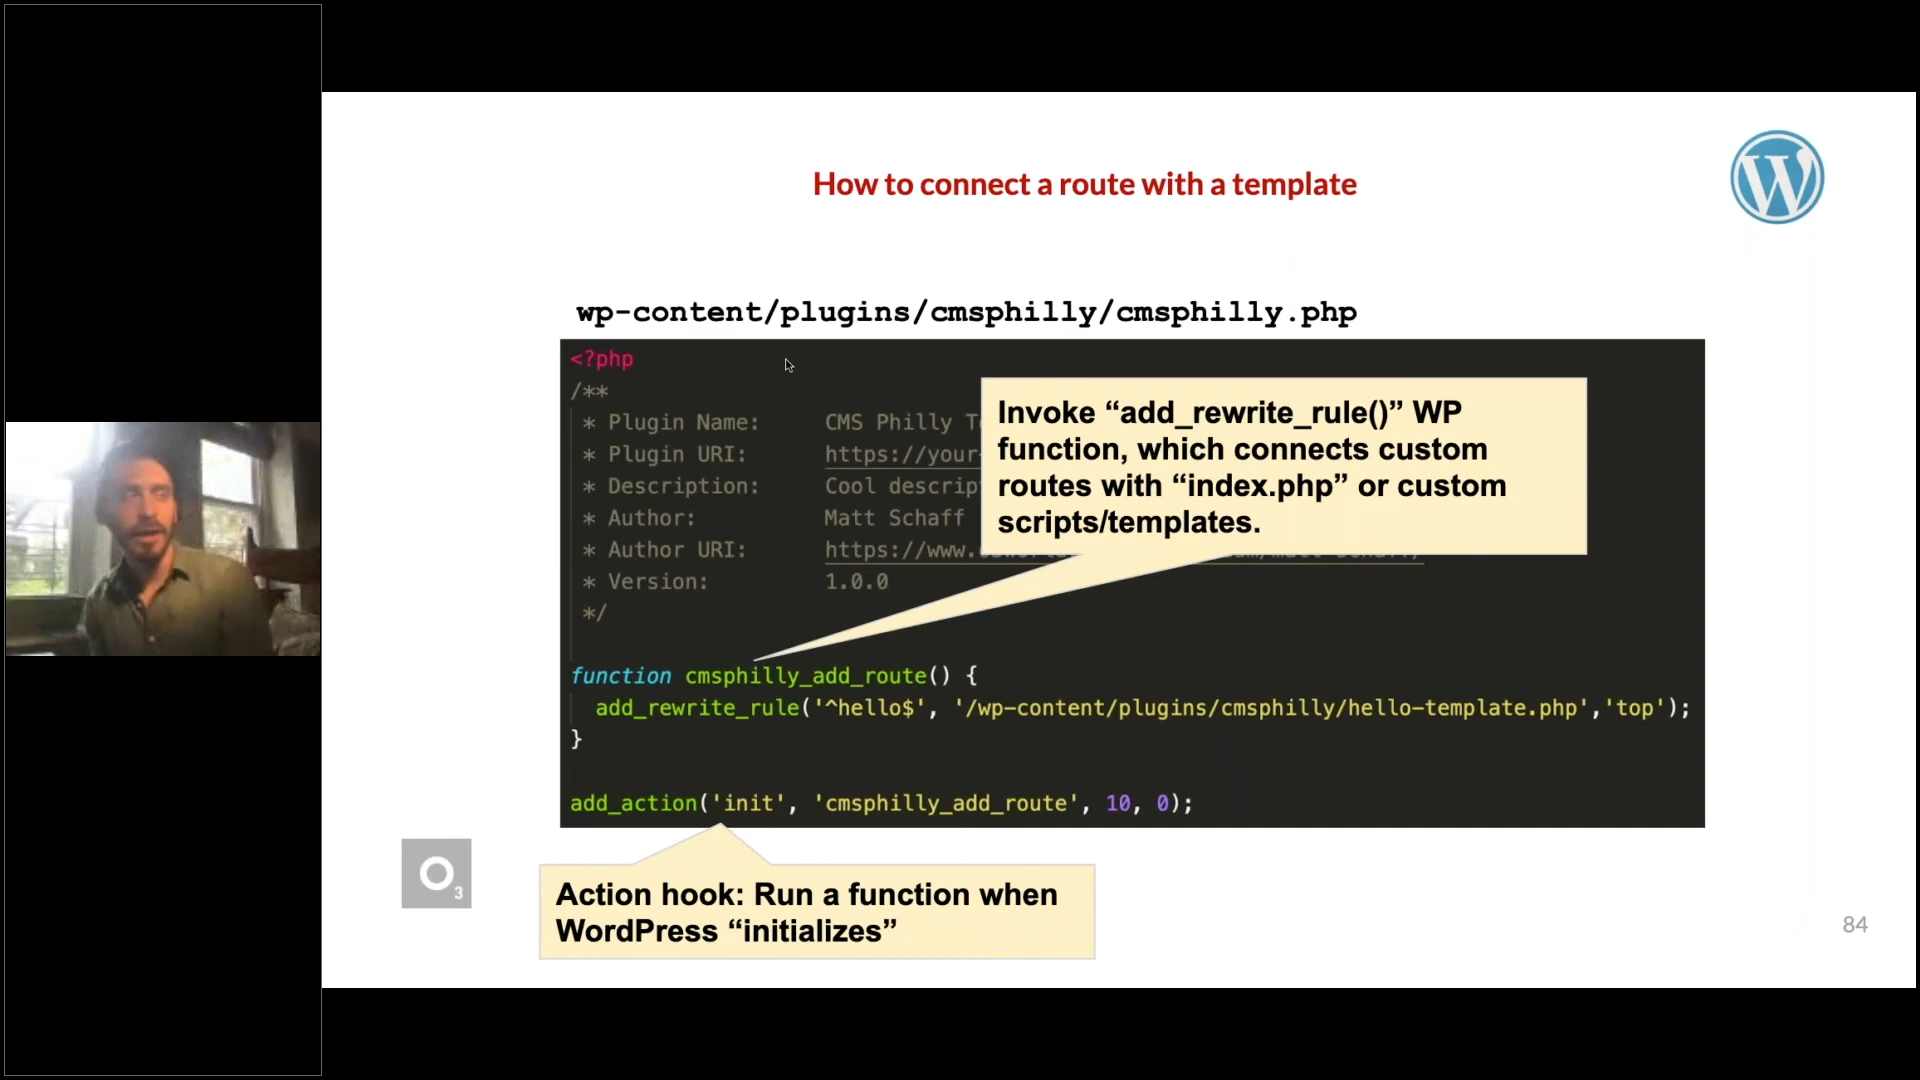 How to connect a route with a template
wp-content/plugins/cmsphilly/cmsphilly.php
<?php
/**
* Plugin Name: CMS Philly
* Plugin URI: https://your-
* Description: Cool descrip
* Author: Matt Schaff
* Author URI: https://www.
* Version: 1.0.0
*/
Invoke “add_rewrite_rule()” WP
function, which connects custom
routes with “index.php” or custom
scripts/templates.
function cmsphilly_add_route() {
add_rewrite_rule('^hello$', '/wp-content/plugins/cmsphilly/hello-template.php','top');
}
add_action('init', 'cmsphilly_add_route', 10, 0);
Action hook: Run a function when
WordPress “initializes”
O3
84